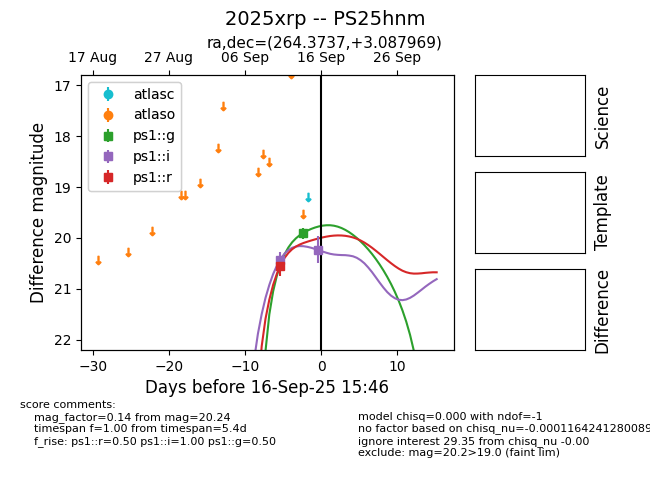 2025xrp -- PS25hnm
ra,dec=(264.3737,+3.087969)
17 Aug 27 Aug 06 Sep 16 Sep 26 Sep
atlasc
atlaso
ps1::g
ps1::i
ps1::r
17
18
19
20
21
22
Difference magnitude
−30 −20 −10 0 10
Days before 16-Sep-25 15:46
Science
Template
Difference
score comments:
mag_factor=0.14 from mag=20.24
timespan f=1.00 from timespan=5.4d
f_rise: ps1::r=0.50 ps1::i=1.00 ps1::g=0.50
model chisq=0.000 with ndof=-1
no factor based on chisq_nu=-0.0001164241280089
ignore interest 29.35 from chisq_nu -0.00
exclude: mag=20.2>19.0 (faint lim)